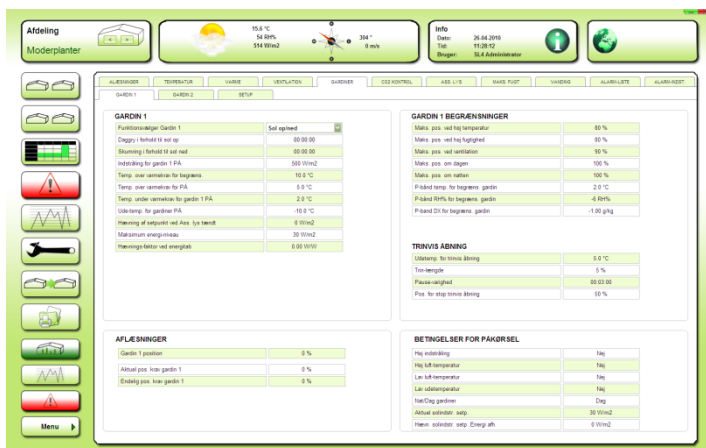 Afdeling
Moderplanter
15.6 °C
54 RH%
514 W/m2
304 °
0 m/s
Info
Dato: 26-04-2010
Tid: 11:28:12
Bruger: SL4 Administrator
AFLÆSNINGER TEMPERATUR VARME VENTILATION GARDINER CO2 KONTROL ASS. LYS MAKS. FUGT VANDING ALARM-LISTE ALARM-INDST
GARDIN 1 GARDIN 2 SETUP
GARDIN 1
Funktionsvælger Gardin 1 Sol op/ned
Daggry i forhold til sol op 00:00:00
Skumring i forhold til sol ned 00:00:00
Indstråling for gardin 1 PÅ 500 W/m2
Temp. over varmekrav for begræns. 10.0 °C
Temp. over varmekrav for PÅ 5.0 °C
Temp. under varmekrav for gardin 1 PÅ 2.0 °C
Ude-temp. for gardiner PÅ -10.0 °C
Hævning af setpunkt ved Ass. lys tændt 0 W/m2
Maksimum energi-niveau 30 W/m2
Hævnings-faktor ved energitab 0.00 W/W
GARDIN 1 BEGRÆNSNINGER
Maks. pos. ved høj temperatur 80 %
Maks. pos. ved høj fugtighed 80 %
Maks. pos. ved ventilation 90 %
Maks. pos. om dagen 100 %
Maks. pos. om natten 100 %
P-bånd temp. for begræns. gardin 2.0 °C
P-bånd RH% for begræns. gardin -6 RH%
P-bånd DX for begræns. gardin -1.00 g/kg
TRINVIS ÅBNING
Udetemp. for trinvis åbning 5.0 °C
Trin-længde 5 %
Pause-varighed 00:03:00
Pos. for stop trinvis åbning 50 %
AFLÆSNINGER
Gardin 1 position 0 %
Aktuel pos. krav gardin 1 0 %
Endelig pos. krav gardin 1 0 %
BETINGELSER FOR PÅKØRSEL
Høj indstråling Nej
Høj luft-temperatur Nej
Lav luft-temperatur Nej
Lav udetemperatur Nej
Nat/Dag gardiner Dag
Aktuel solindstr. setp. 30 W/m2
Hævn. solindstr. setp. Energi afh. 0 W/m2
Menu